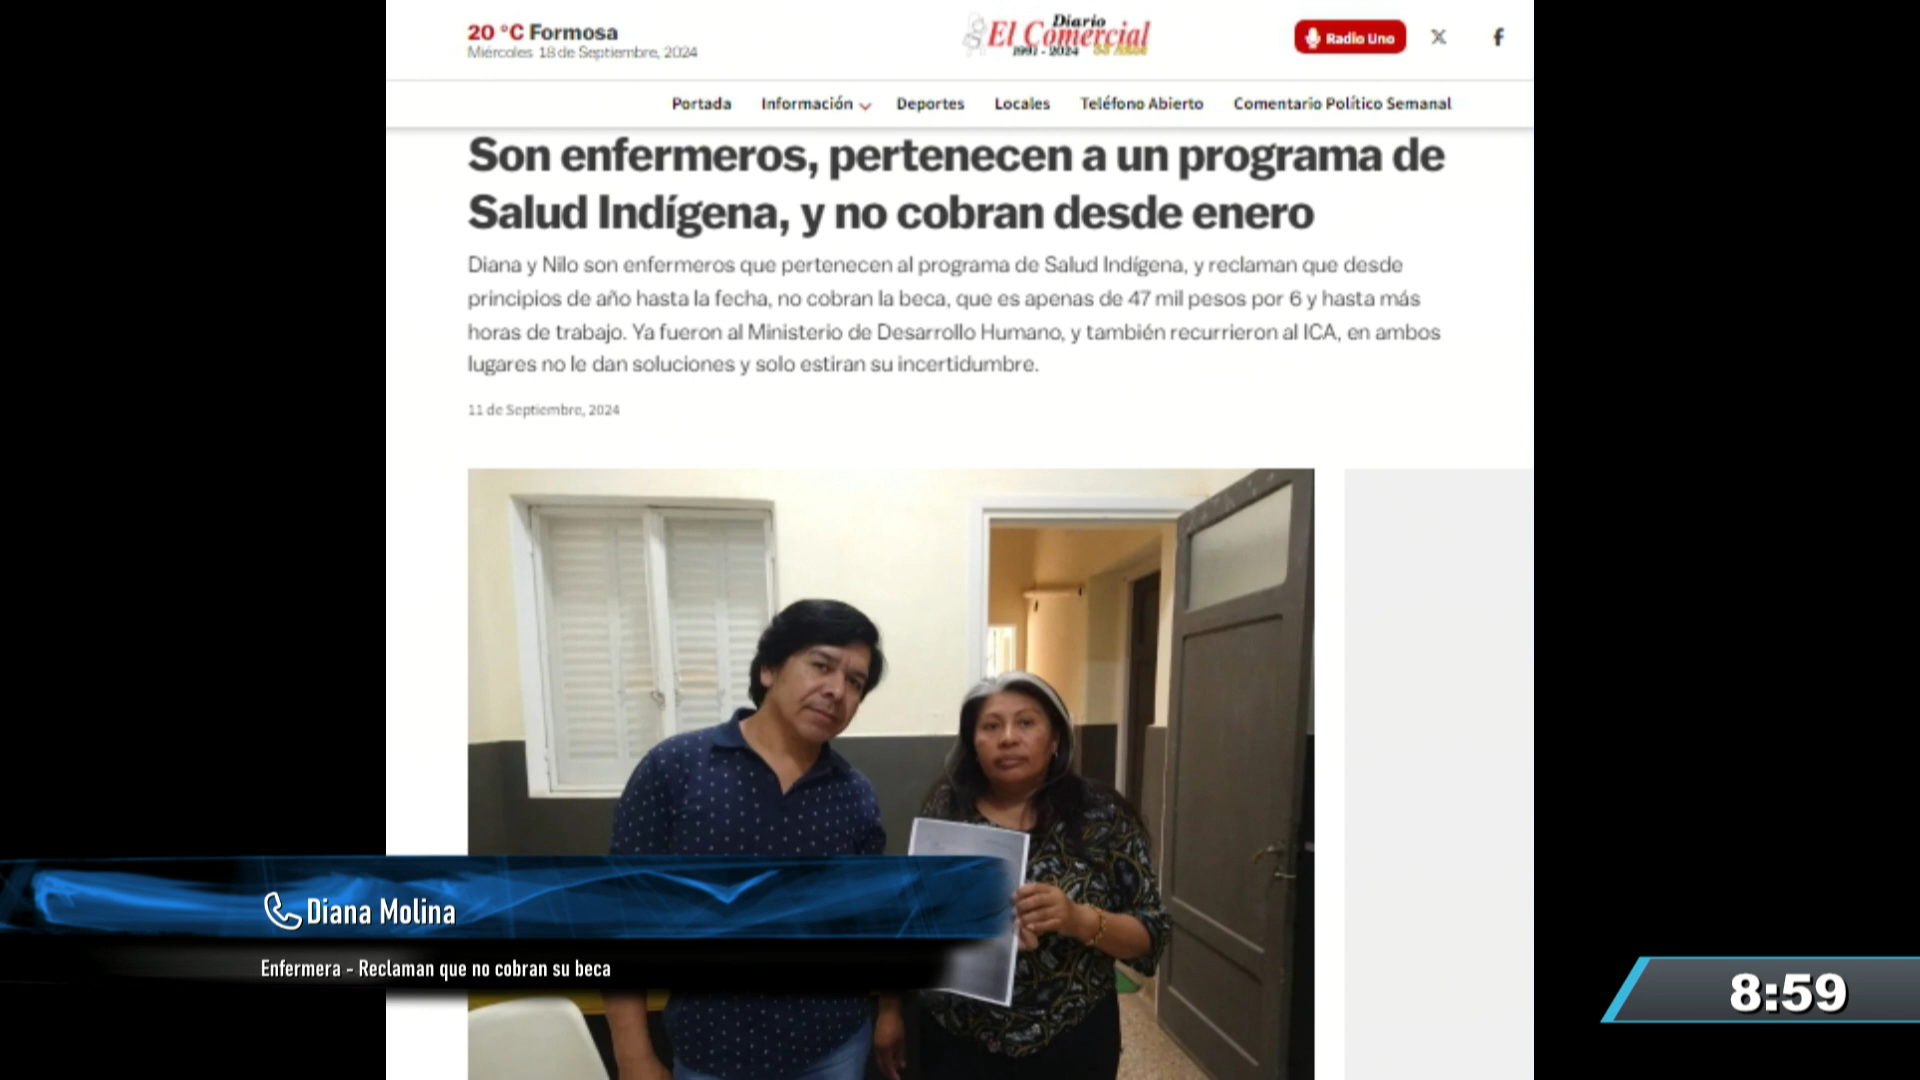 20 °C Formosa
Miércoles 18 de Septiembre, 2024
Diario
El Comercial
1991 - 2024
Radio Uno
Portada Información Deportes Locales Teléfono Abierto Comentario Político Semanal
Son enfermeros, pertenecen a un programa de
Salud Indígena, y no cobran desde enero
Diana y Nilo son enfermeros que pertenecen al programa de Salud Indígena, y reclaman que desde
principios de año hasta la fecha, no cobran la beca, que es apenas de 47 mil pesos por 6 y hasta más
horas de trabajo. Ya fueron al Ministerio de Desarrollo Humano, y también recurrieron al ICA, en ambos
lugares no le dan soluciones y solo estiran su incertidumbre.
11 de Septiembre, 2024
Diana Molina
Enfermera - Reclaman que no cobran su beca
8:59